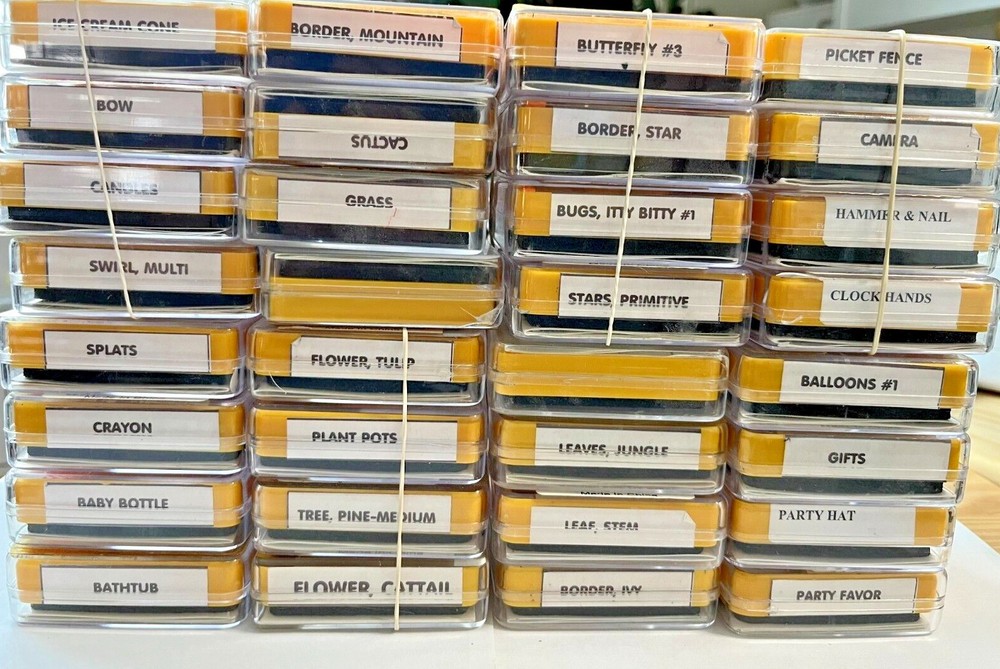 ICE CREAM CONE
BOW
CANDLES
SWIRL, MULTI
SPLATS
CRAYON
BABY BOTTLE
BATHTUB
BORDER, MOUNTAIN
CACTUS
GRASS
FLOWER, TULIP
PLANT POTS
TREE, PINE-MEDIUM
FLOWER, CATTAIL
BUTTERFLY #3
BORDER, STAR
BUGS, ITTY BITTY #1
STARS, PRIMITIVE
LEAVES, JUNGLE
LEAF, STEM
BORDER, IVY
PICKET FENCE
CAMERA
HAMMER & NAIL
CLOCK HANDS
BALLOONS #1
GIFTS
PARTY HAT
PARTY FAVOR